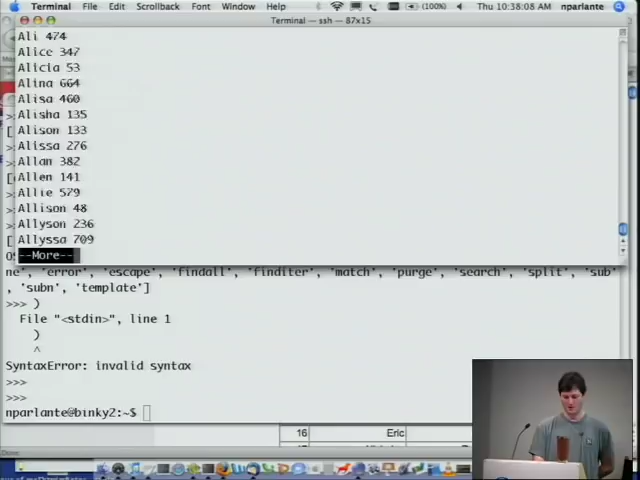 Terminal File Edit Scrollback Font Window Help (100%) Thu 10:38:08 AM nparlante
Terminal — ssh — 87x15
Ali 474
Alice 347
Alicia 53
Alina 664
Alisa 460
Alisha 135
Alison 133
Alissa 276
Allan 382
Allen 141
Allie 579
Allison 48
Allyson 236
Allyssa 709
--More--
ne', 'error', 'escape', 'findall', 'finditer', 'match', 'purge', 'search', 'split', 'sub'
, 'subn', 'template']
>>> )
File "<stdin>", line 1
)
^
SyntaxError: invalid syntax
>>>
>>>
nparlante@binky2:~$
16 Eric
Done